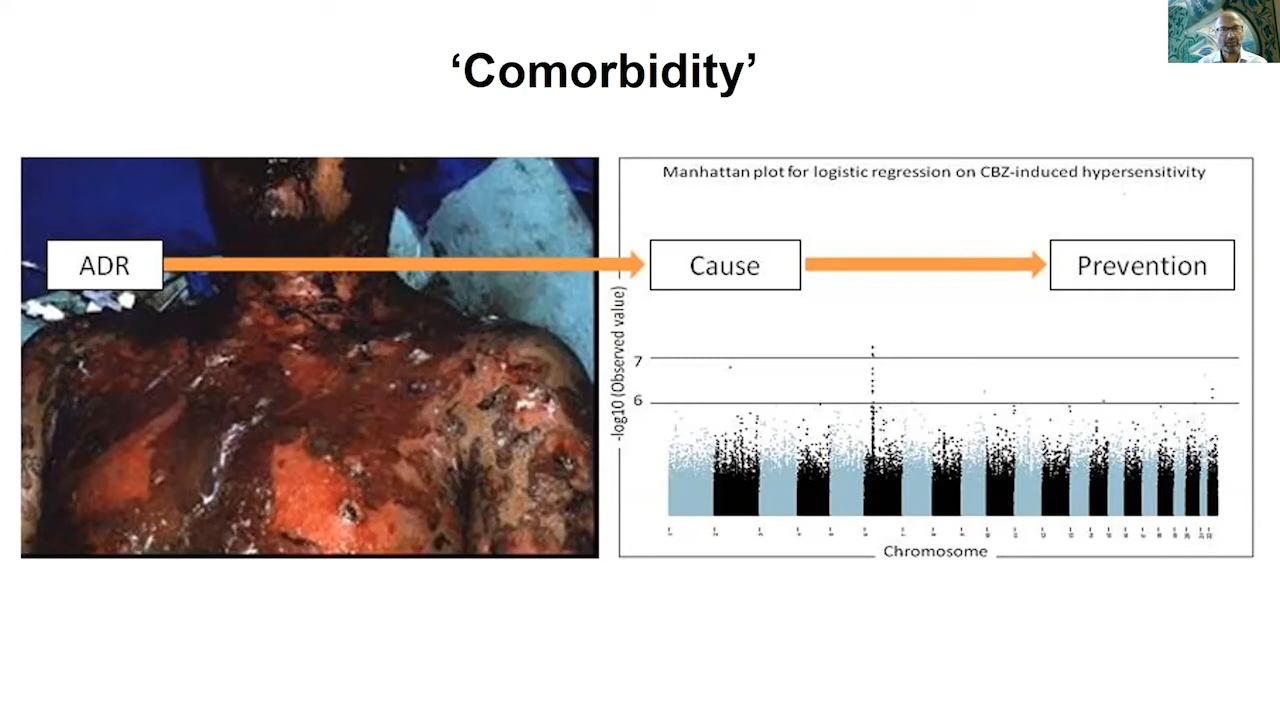 ‘Comorbidity’
Manhattan plot for logistic regression on CBZ-induced hypersensitivity
ADR
Cause
Prevention
-log10 (Observed value)
7
6
Chromosome